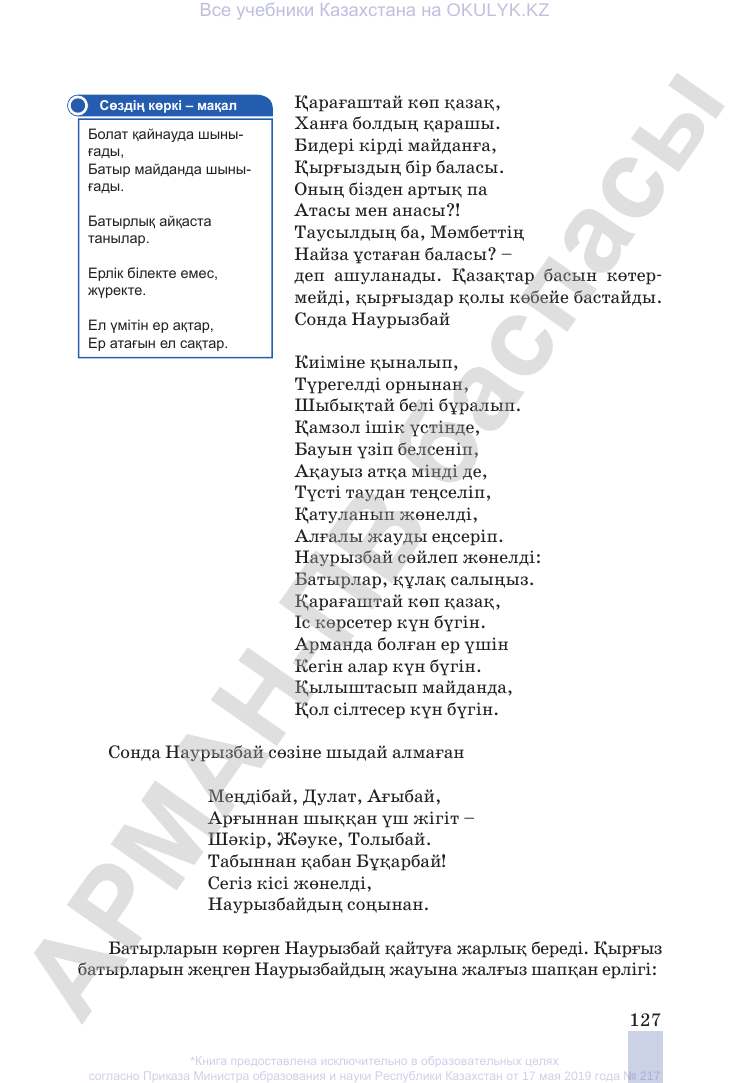 Все учебники Казахстана на OKULYK.KZ
Сөздің көркі – мақал
Болат қайнауда шыны-
ғады,
Батыр майданда шыны-
ғады.
Батырлық айқаста
танылар.
Ерлік білекте емес,
жүректе.
Ел үмітін ер ақтар,
Ер атағын ел сақтар.
Қарағаштай көп қазақ,
Ханға болдың қарашы.
Бидері кірді майданға,
Қырғыздың бір баласы.
Оның бізден артық па
Атасы мен анасы?!
Таусылдың ба, Мәмбеттің
Найза ұстаған баласы? –
деп ашуланады. Қазақтар басын көтер-
мейді, қырғыздар қолы көбейе бастайды.
Сонда Наурызбай
Киіміне қыналып,
Түрегелді орнынан,
Шыбықтай белі бұралып.
Қамзол ішік үстінде,
Бауын үзіп белсеніп,
Ақауыз атқа мінді де,
Түсті таудан теңселіп,
Қатуланып жөнелді,
Алғалы жауды еңсеріп.
Наурызбай сөйлеп жөнелді:
Батырлар, құлақ салыңыз.
Қарағаштай көп қазақ,
Іс көрсетер күн бүгін.
Арманда болған ер үшін
Кегін алар күн бүгін.
Қылыштасып майданда,
Қол сілтесер күн бүгін.
Сонда Наурызбай сөзіне шыдай алмаған
Меңдібай, Дулат, Ағыбай,
Арғыннан шыққан үш жігіт –
Шәкір, Жәуке, Толыбай.
Табыннан қабан Бұқарбай!
Сегіз кісі жөнелді,
Наурызбайдың соңынан.
Батырларын көрген Наурызбай қайтуға жарлық береді. Қырғыз
батырларын жеңген Наурызбайдың жауына жалғыз шапқан ерлігі:
127
АРМАН-ПВ баспасы
*Книга предоставлена исключительно в образовательных целях
согласно Приказа Министра образования и науки Республики Казахстан от 17 мая 2019 года № 217